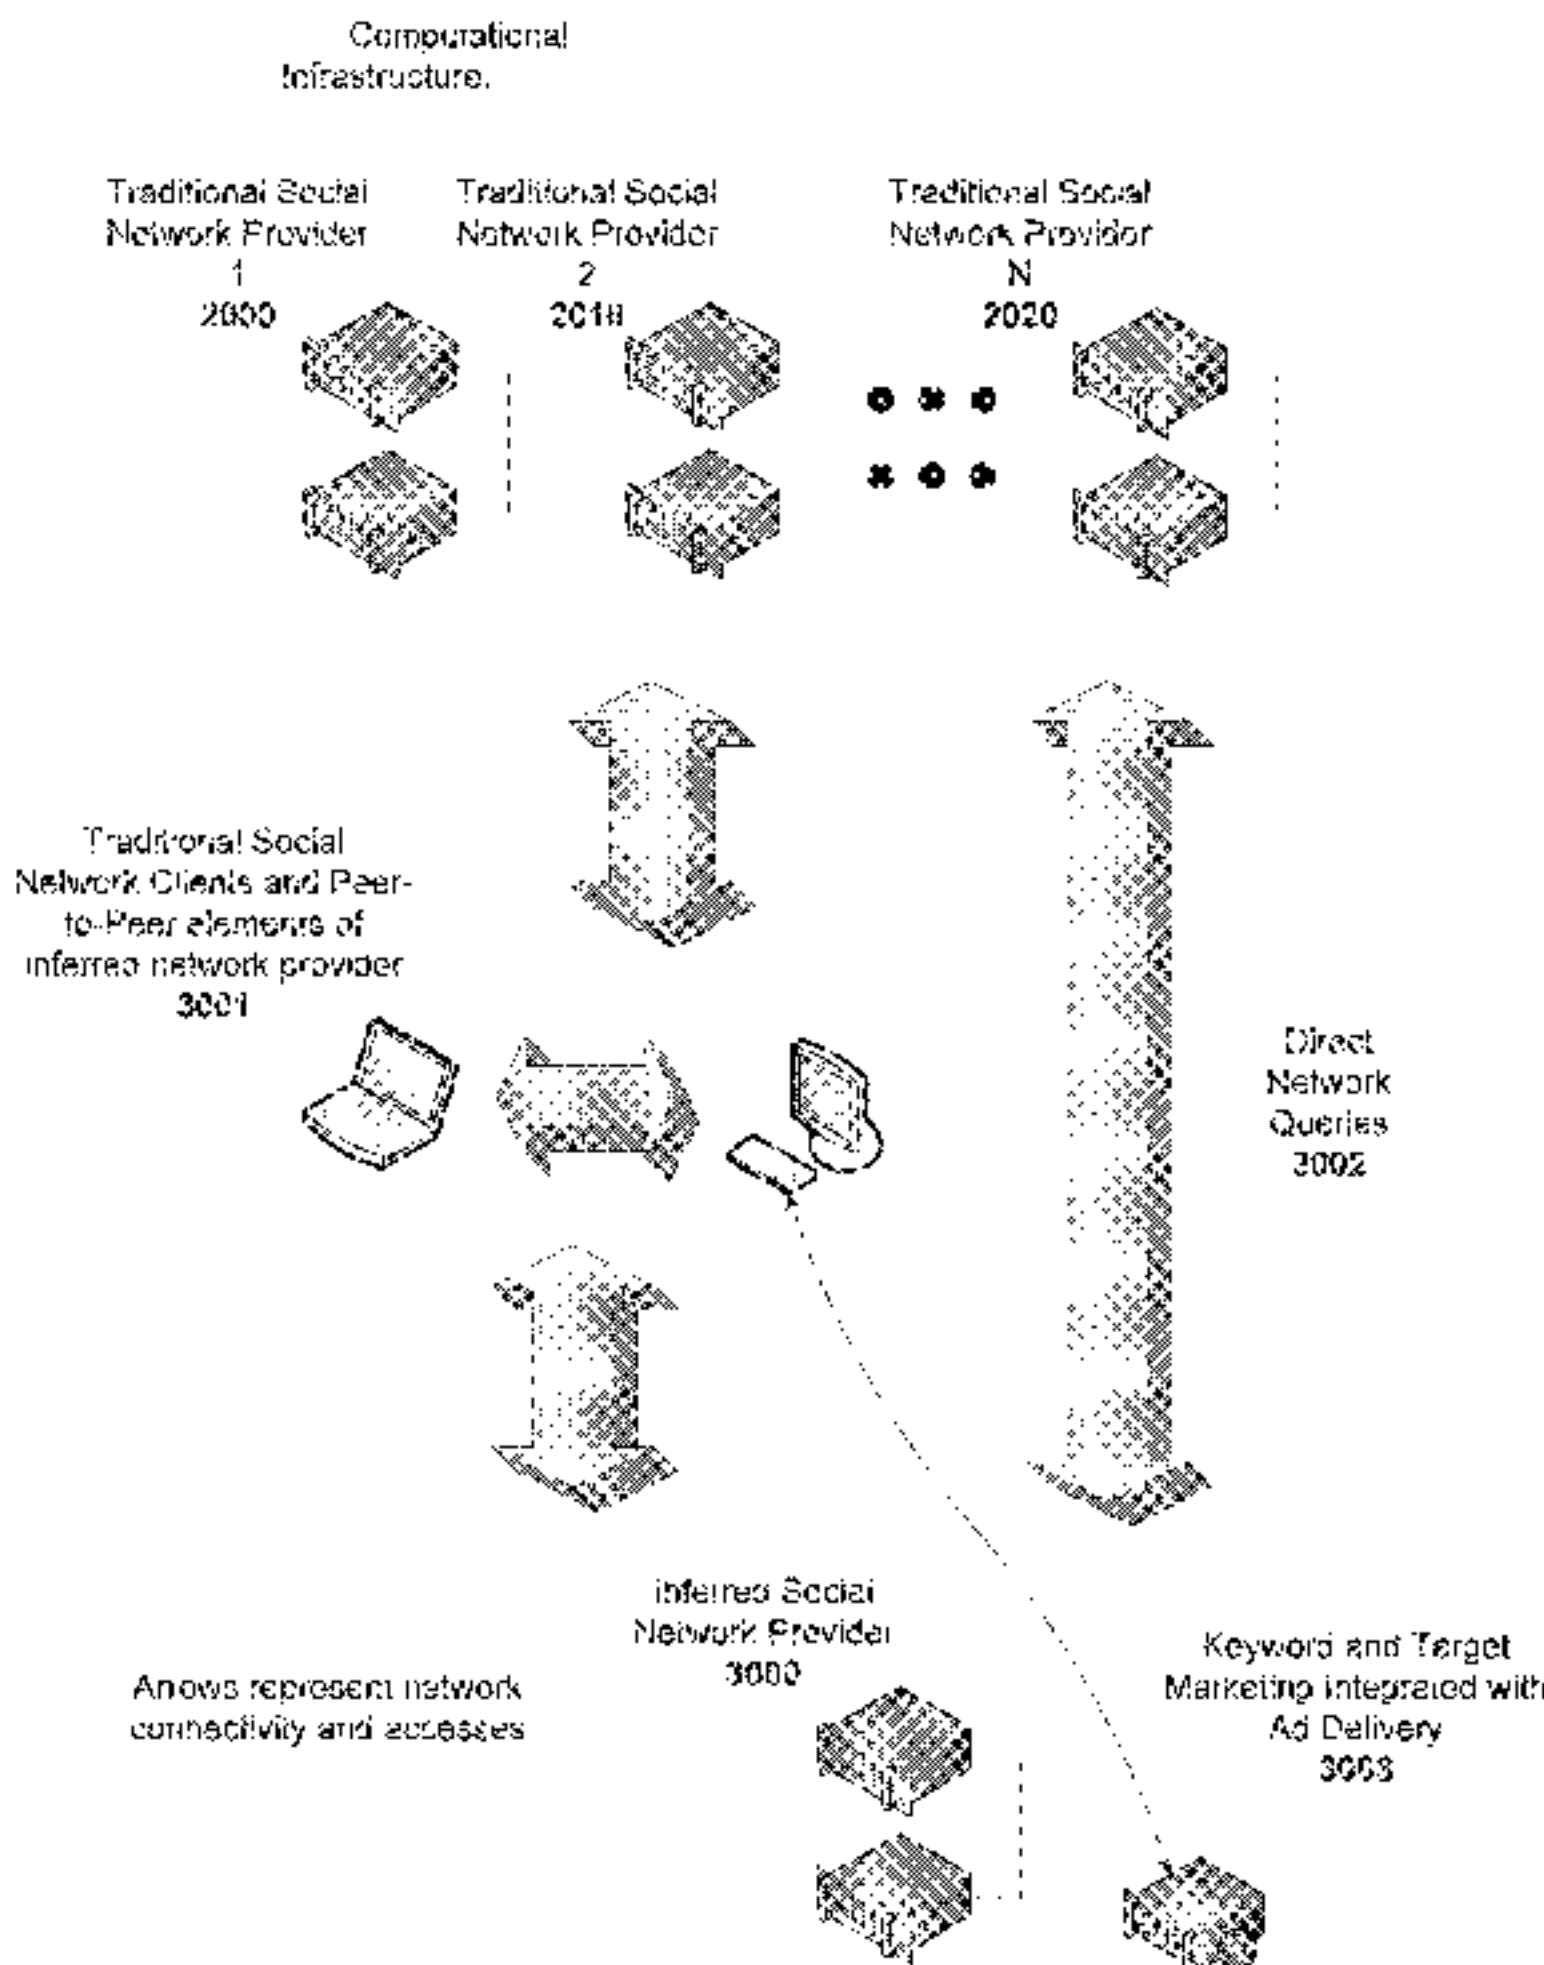 Computational
Infrastructure.
Traditional Social
Network Provider
1
2000
Traditional Social
Network Provider
2
2010
Traditional Social
Network Provider
N
2020
Traditional Social
Network Clients and Peer-
to-Peer elements of
inferred network provider
3001
Direct
Network
Queries
3002
Inferred Social
Network Provider
3000
Arrows represent network
connectivity and accesses
Keyword and Target
Marketing integrated with
Ad Delivery
3003